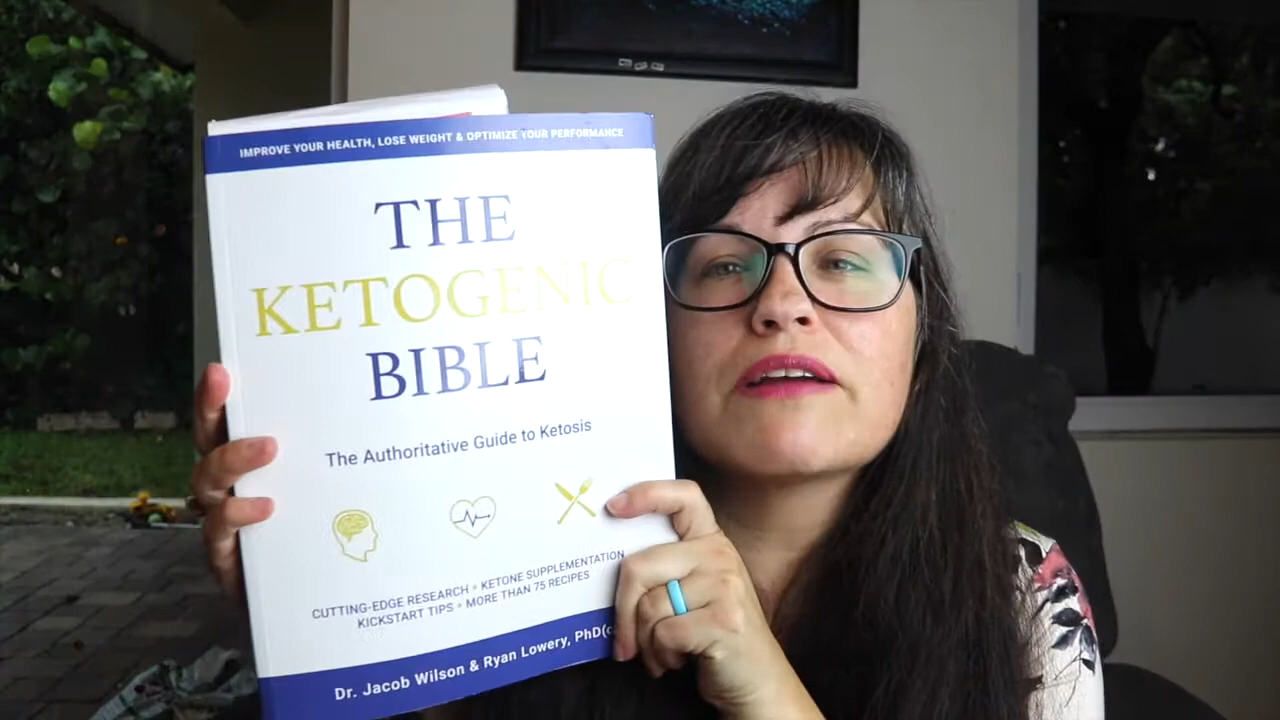 IMPROVE YOUR HEALTH, LOSE WEIGHT & OPTIMIZE YOUR PERFORMANCE
THE
KETOGENIC
BIBLE
The Authoritative Guide to Ketosis
CUTTING-EDGE RESEARCH • KETONE SUPPLEMENTATION
KICKSTART TIPS • MORE THAN 75 RECIPES
Dr. Jacob Wilson & Ryan Lowery, PhD(c